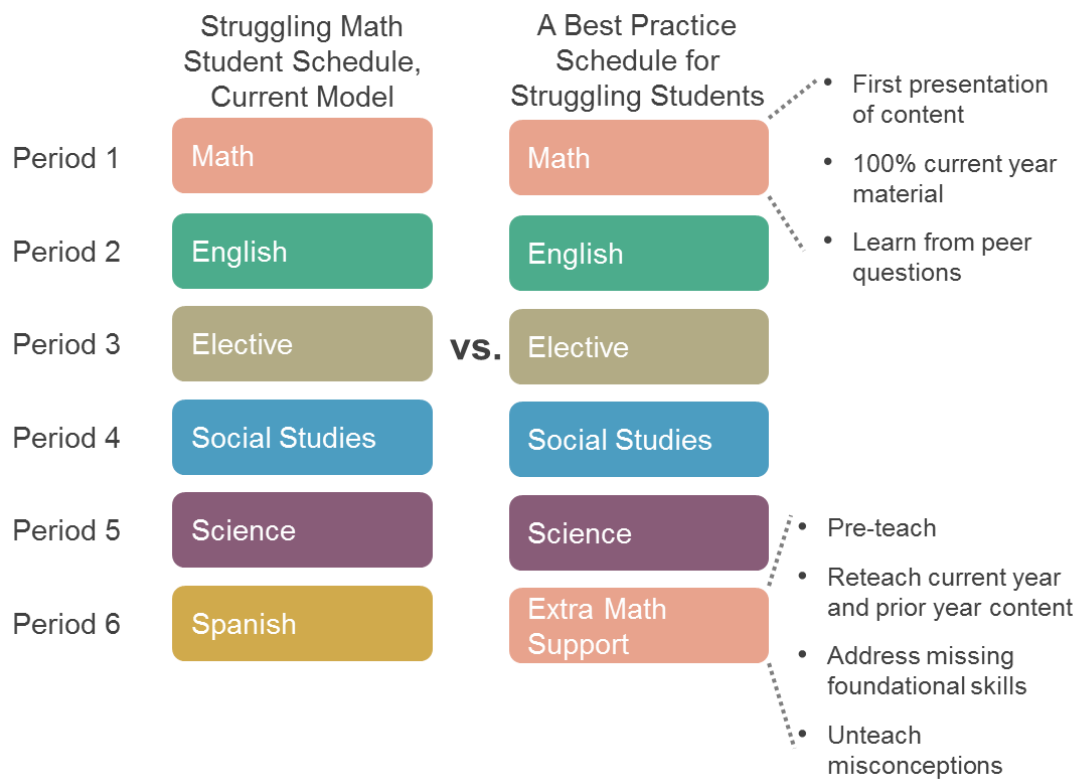 Struggling Math
Student Schedule,
Current Model
A Best Practice
Schedule for
Struggling Students
Period 1
Math
Math
• First presentation
of content
• 100% current year
material
• Learn from peer
questions
Period 2
English
English
Period 3
Elective
vs.
Elective
Period 4
Social Studies
Social Studies
Period 5
Science
Science
Period 6
Spanish
Extra Math
Support
• Pre-teach
• Reteach current year
and prior year content
• Address missing
foundational skills
• Unteach
misconceptions